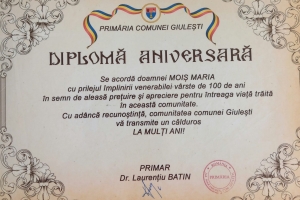 PRIMĂRIA COMUNEI GIULEȘTI
DIPLOMĂ ANIVERSARĂ
Se acordă doamnei MOIȘ MARIA
cu prilejul împlinirii venerabilei vârste de 100 de ani
în semn de aleasă prețuire și apreciere pentru întreaga viață trăită
în această comunitate.
Cu adâncă recunoștință, comunitatea comunei Giulești
vă transmite un călduros
LA MULȚI ANI!
PRIMAR
Dr. Laurențiu BATIN